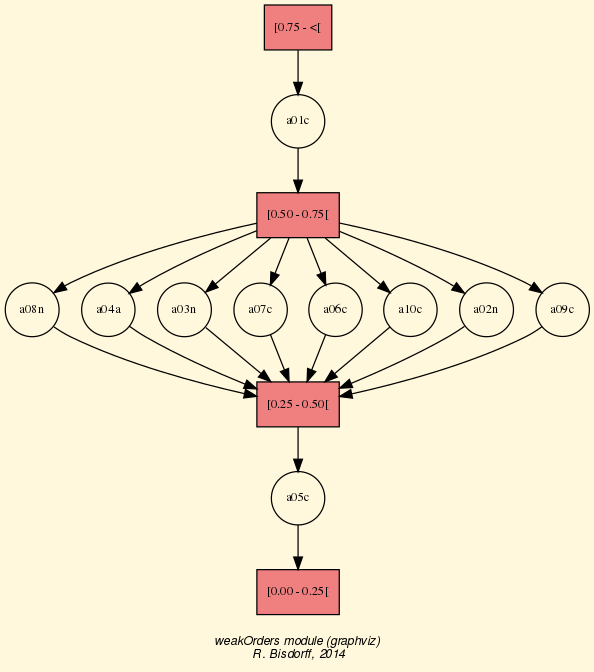 [0.75 - <[
a01c
[0.50 - 0.75[
a08n
a04a
a03n
a07c
a06c
a10c
a02n
a09c
[0.25 - 0.50[
a05c
[0.00 - 0.25[
weakOrders module (graphviz)
R. Bisdorff, 2014